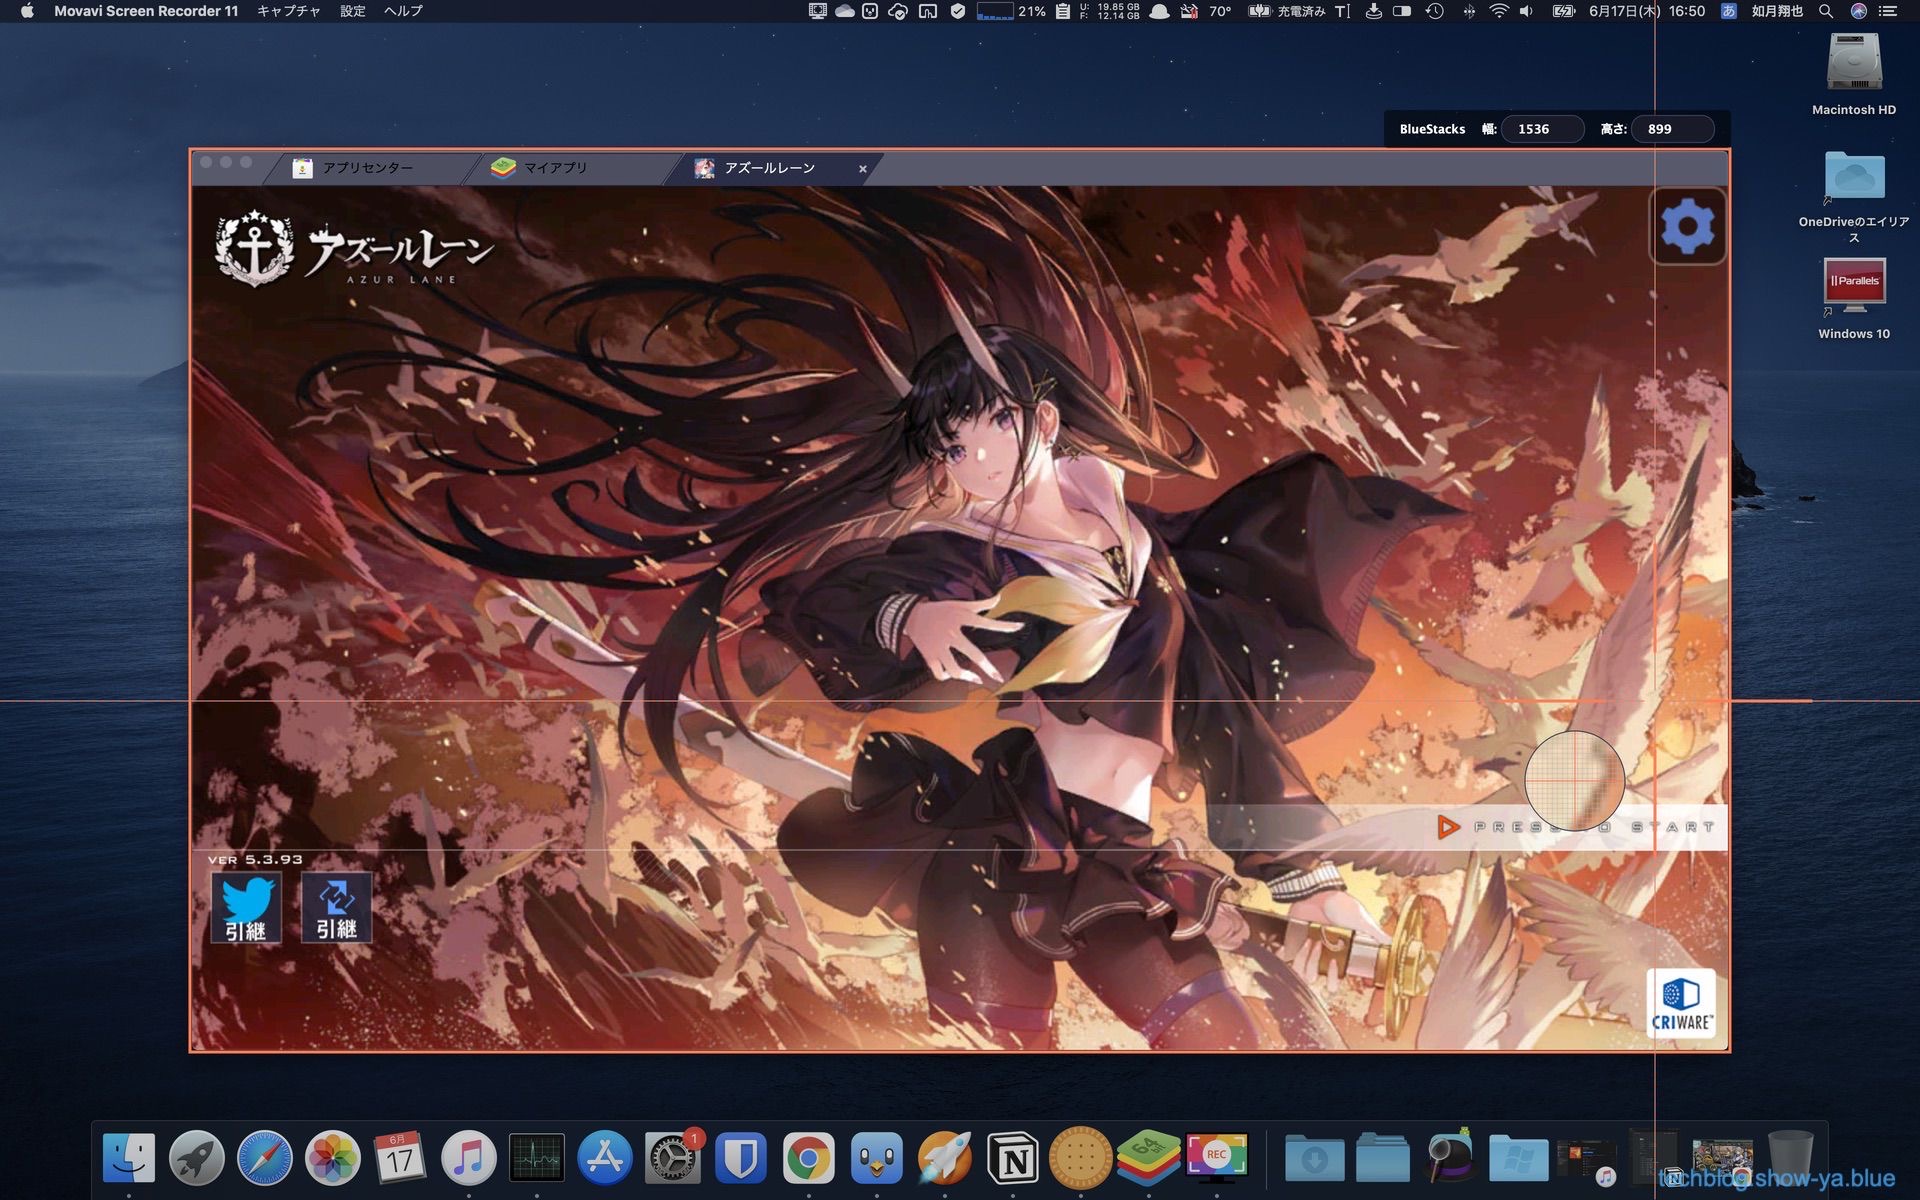 Movavi Screen Recorder 11 キャプチャ 設定 ヘルプ
21% U: 19.85 GB F: 12.14 GB 70° 充電済み 6月17日(木) 16:50 あ 如月翔也
Macintosh HD
BlueStacks 幅: 1536 高さ: 899
アプリセンター マイアプリ アズールレーン
OneDriveのエイリアス
アズールレーン
AZUR LANE
Parallels
Windows 10
PRESS TO START
VER 5.3.93
引継 引継
CRIWARE™
6月
17
1
64 bit
REC
techblog.show-ya.blue